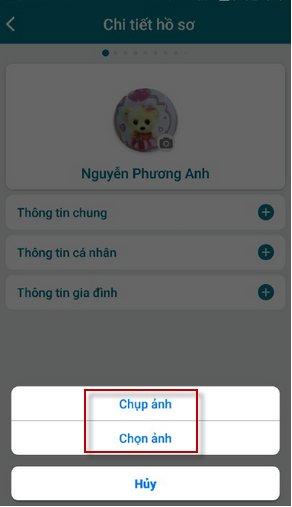 Chi tiết hồ sơ
Nguyễn Phương Anh
Thông tin chung
Thông tin cá nhân
Thông tin gia đình
Chụp ảnh
Chọn ảnh
Hủy